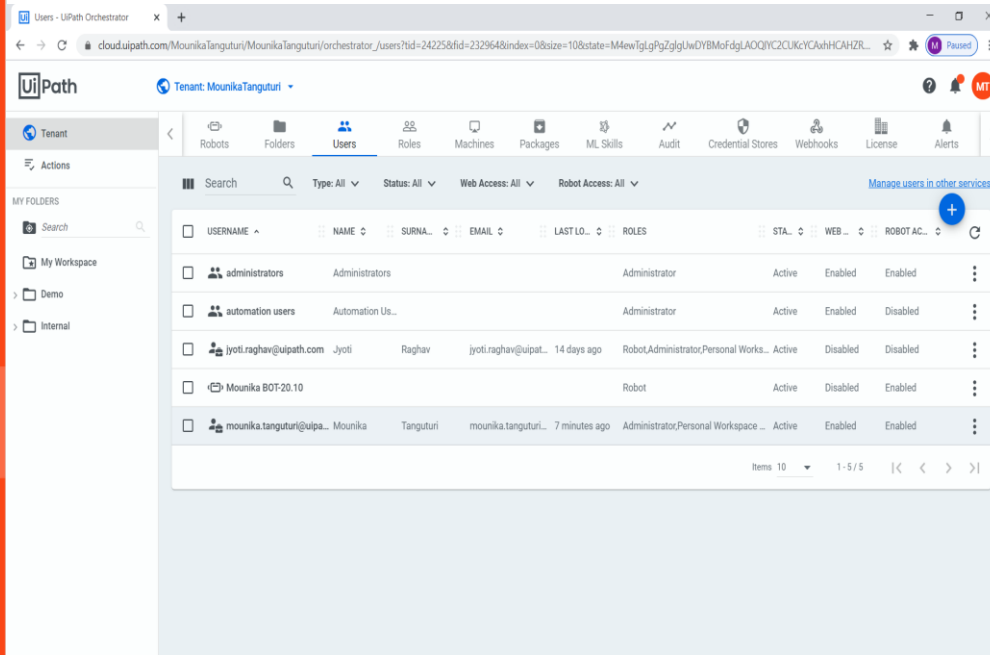 Users - UiPath Orchestrator
cloud.uipath.com/MounikaTanguturi/MounikaTanguturi/orchestrator_/users?tid=24225&fid=232964&index=0&size=10&state=
M Paused
UiPath
Tenant: MounikaTanguturi
MT
Tenant
Actions
MY FOLDERS
Search
My Workspace
Demo
Internal
Robots Folders Users Roles Machines Packages ML Skills Audit Credential Stores Webhooks License Alerts
Search Type: All Status: All Web Access: All Robot Access: All Manage users in other services
+
USERNAME NAME SURNA... EMAIL LAST LO... ROLES STA... WEB ... ROBOT AC...
administrators Administrators Administrator Active Enabled Enabled
automation users Automation Us... Administrator Active Enabled Disabled
jyoti.raghav@uipath.com Jyoti Raghav jyoti.raghav@uipat... 14 days ago Robot,Administrator,Personal Works... Active Disabled Disabled
Mounika BOT-20.10 Robot Active Disabled Enabled
mounika.tanguturi@uipa... Mounika Tanguturi mounika.tanguturi... 7 minutes ago Administrator,Personal Workspace ... Active Enabled Enabled
Items 10 1 - 5 / 5